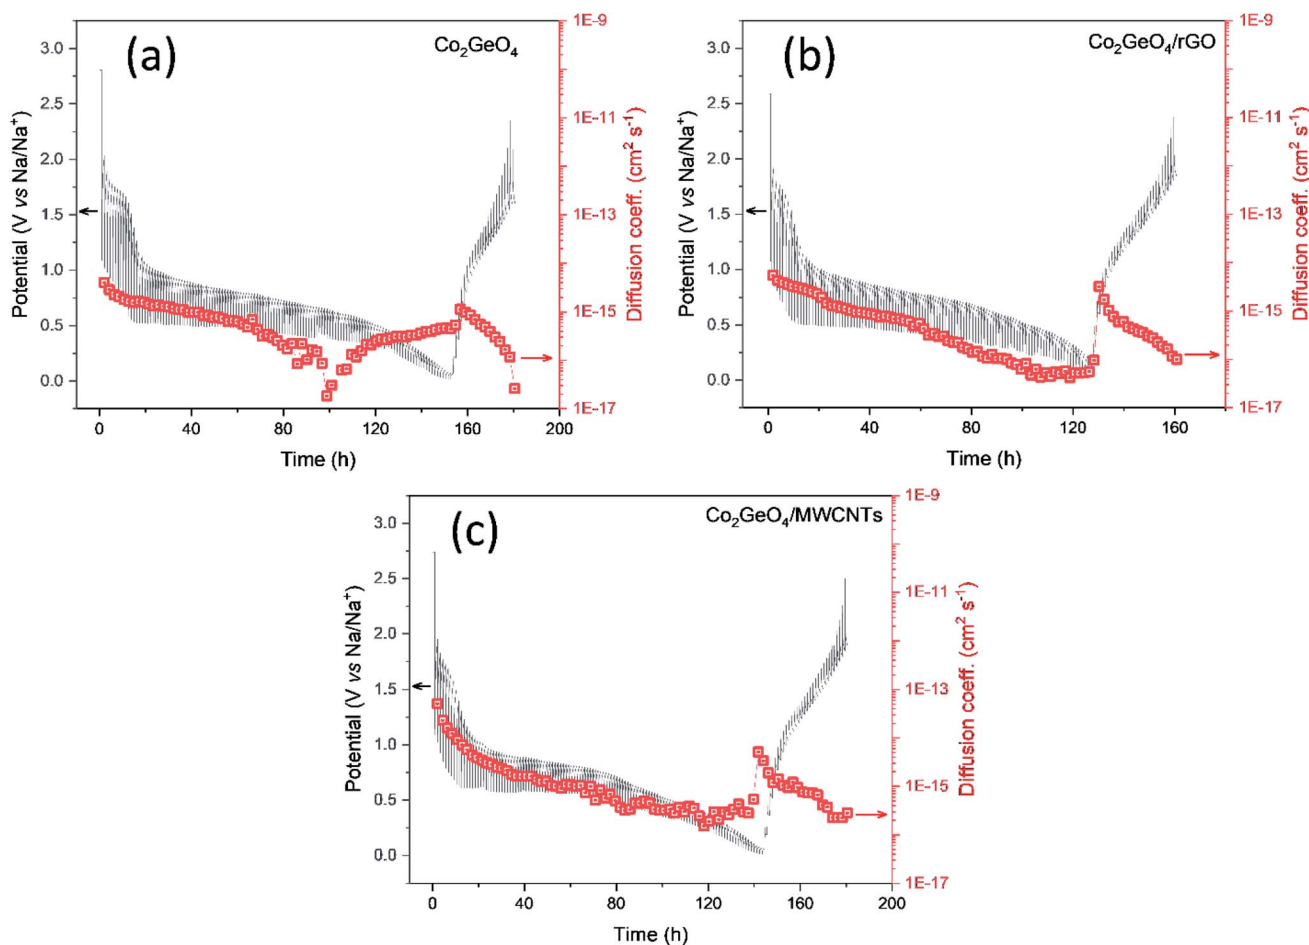 (a)
Co₂GeO₄
Potential (V vs Na/Na⁺)
3.0
2.5
2.0
1.5
1.0
0.5
0.0
1E-9
1E-11
1E-13
1E-15
1E-17
Diffusion coeff. (cm² s⁻¹)
0 40 80 120 160 200
Time (h)
(b)
Co₂GeO₄/rGO
Potential (V vs Na/Na⁺)
3.0
2.5
2.0
1.5
1.0
0.5
0.0
1E-9
1E-11
1E-13
1E-15
1E-17
Diffusion coeff. (cm² s⁻¹)
0 40 80 120 160
Time (h)
(c)
Co₂GeO₄/MWCNTs
Potential (V vs Na/Na⁺)
3.0
2.5
2.0
1.5
1.0
0.5
0.0
1E-9
1E-11
1E-13
1E-15
1E-17
Diffusion coeff. (cm² s⁻¹)
0 40 80 120 160 200
Time (h)